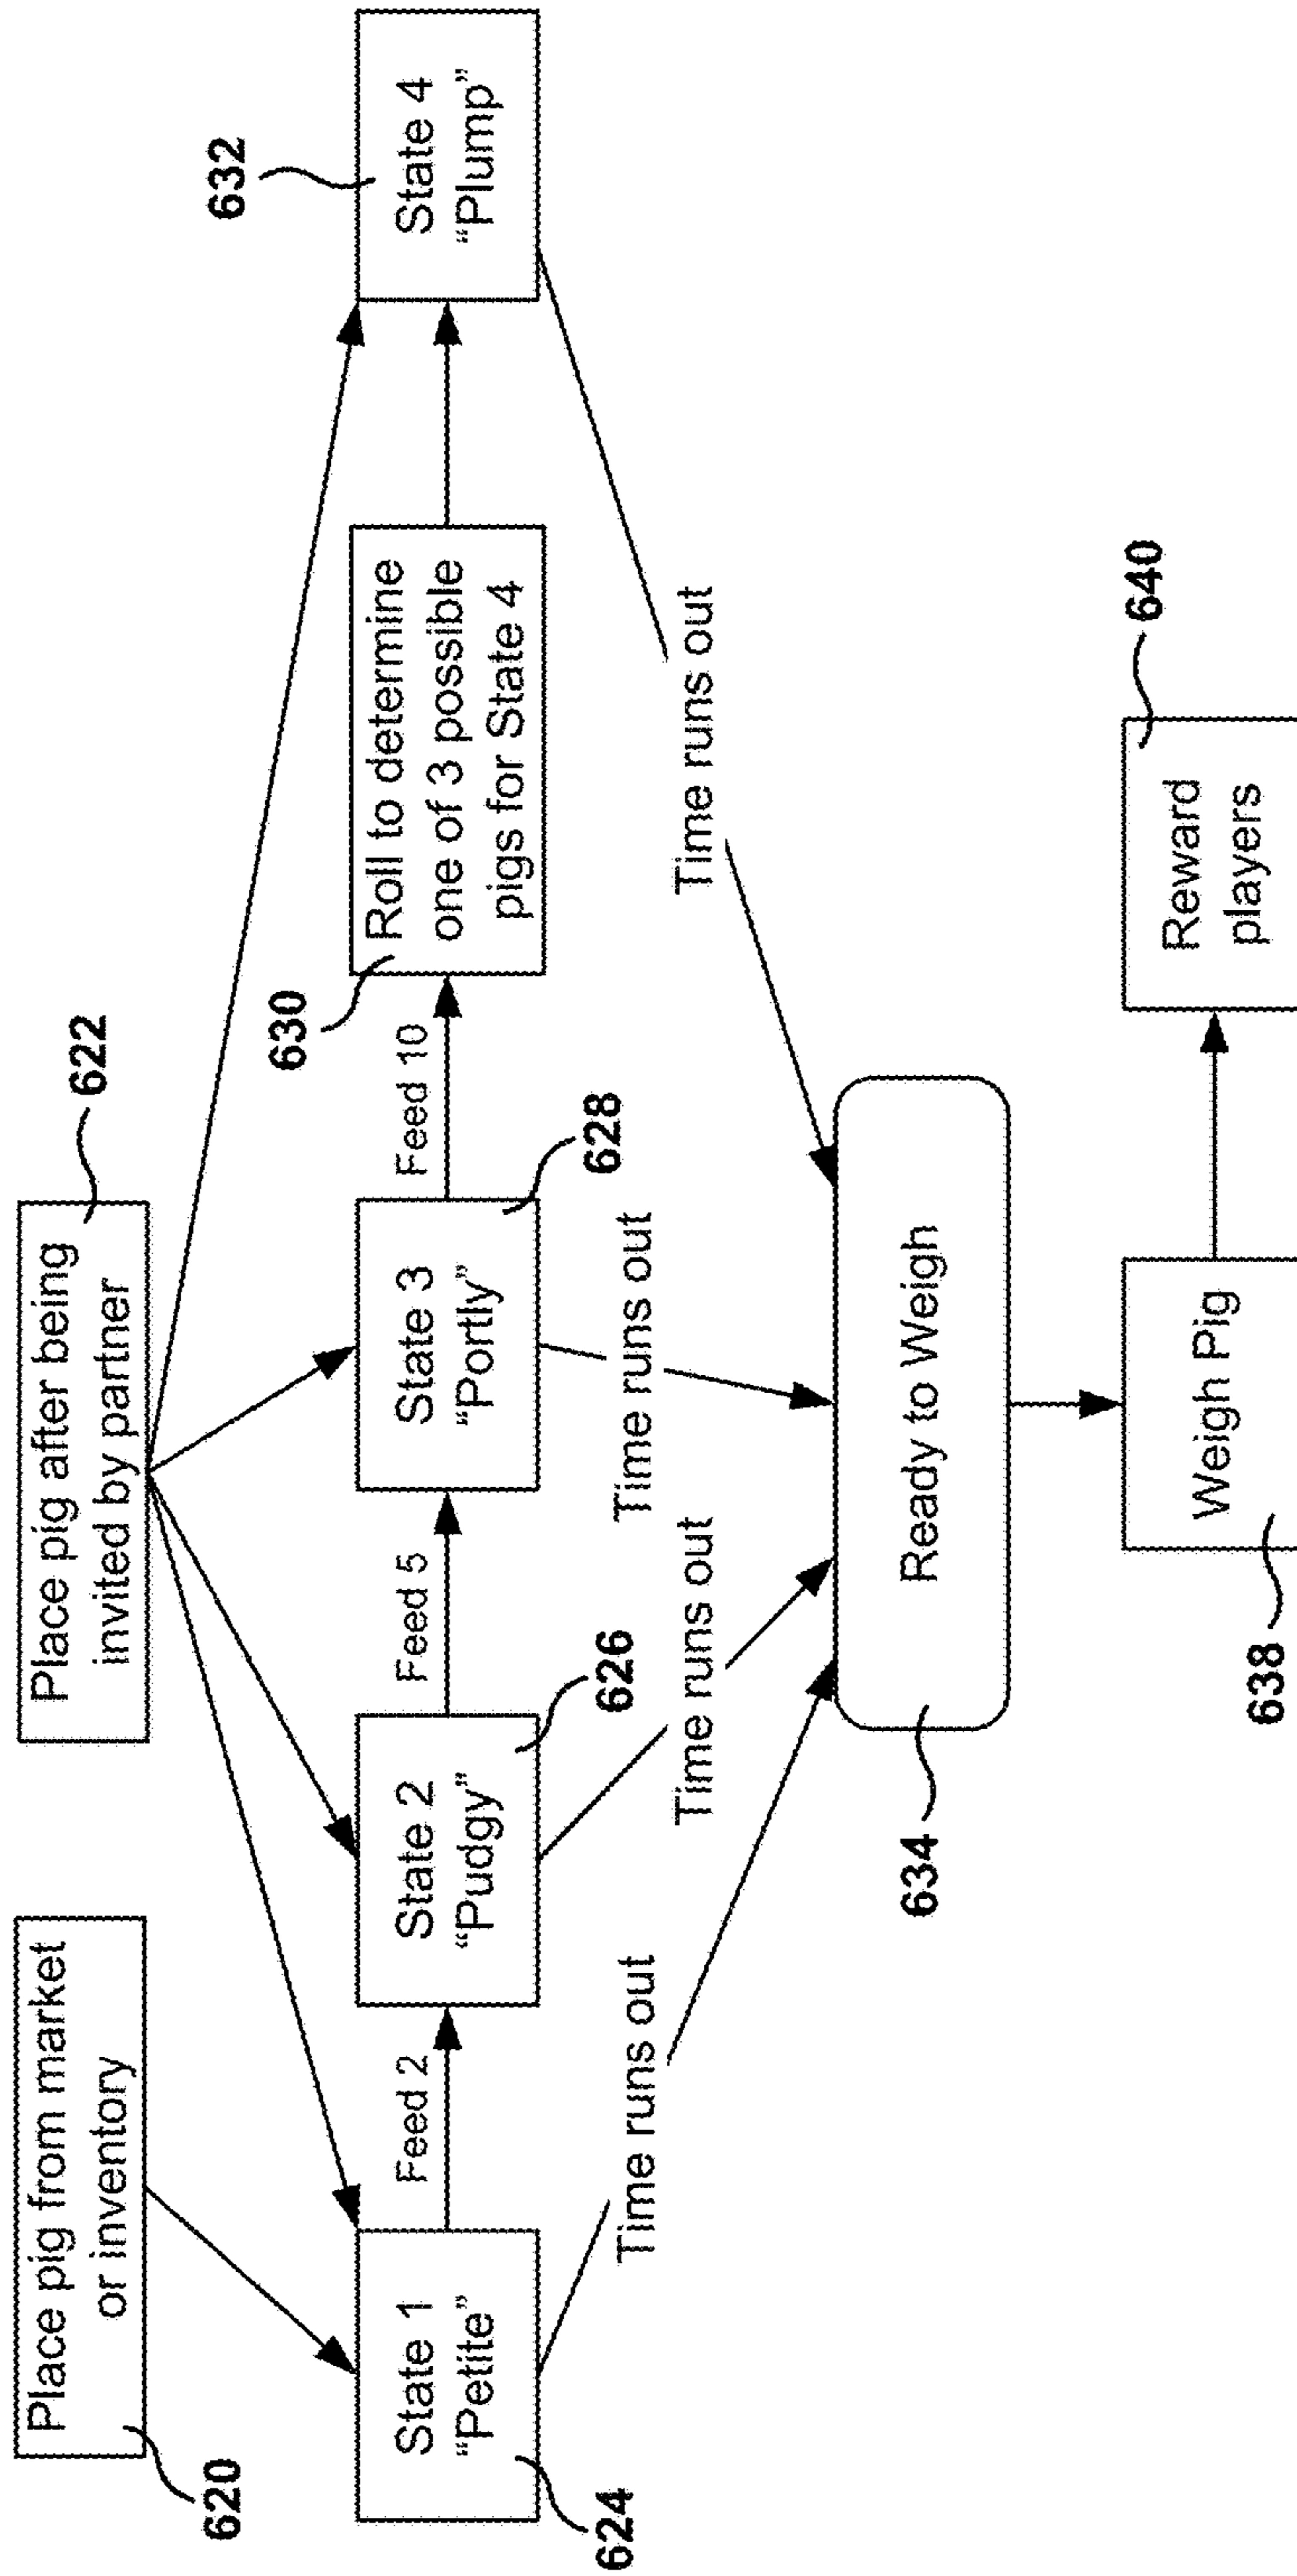 Place pig from market
or inventory
620
Place pig after being
invited by partner
622
State 1
“Petite”
624
Feed 2
State 2
“Pudgy”
626
Feed 5
State 3
“Portly”
628
Feed 10
630
Roll to determine
one of 3 possible
pigs for State 4
State 4
“Plump”
632
Time runs out
Time runs out
Time runs out
Time runs out
Ready to Weigh
634
Weigh Pig
638
Reward
players
640